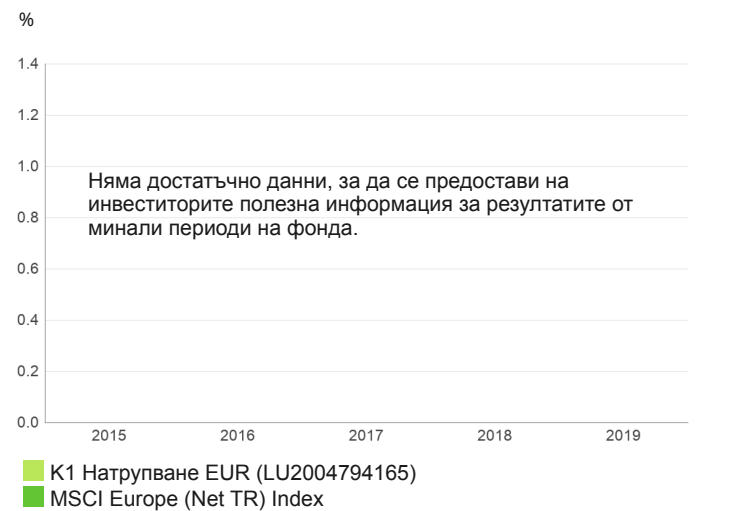 %
1.4
1.2
1.0
Няма достатъчно данни, за да се предостави на
инвеститорите полезна информация за резултатите от
0.8
минали периоди на фонда.
0.6
0.4
0.2
0.0
2015 2016 2017 2018 2019
K1 Натрупване EUR (LU2004794165)
MSCI Europe (Net TR) Index